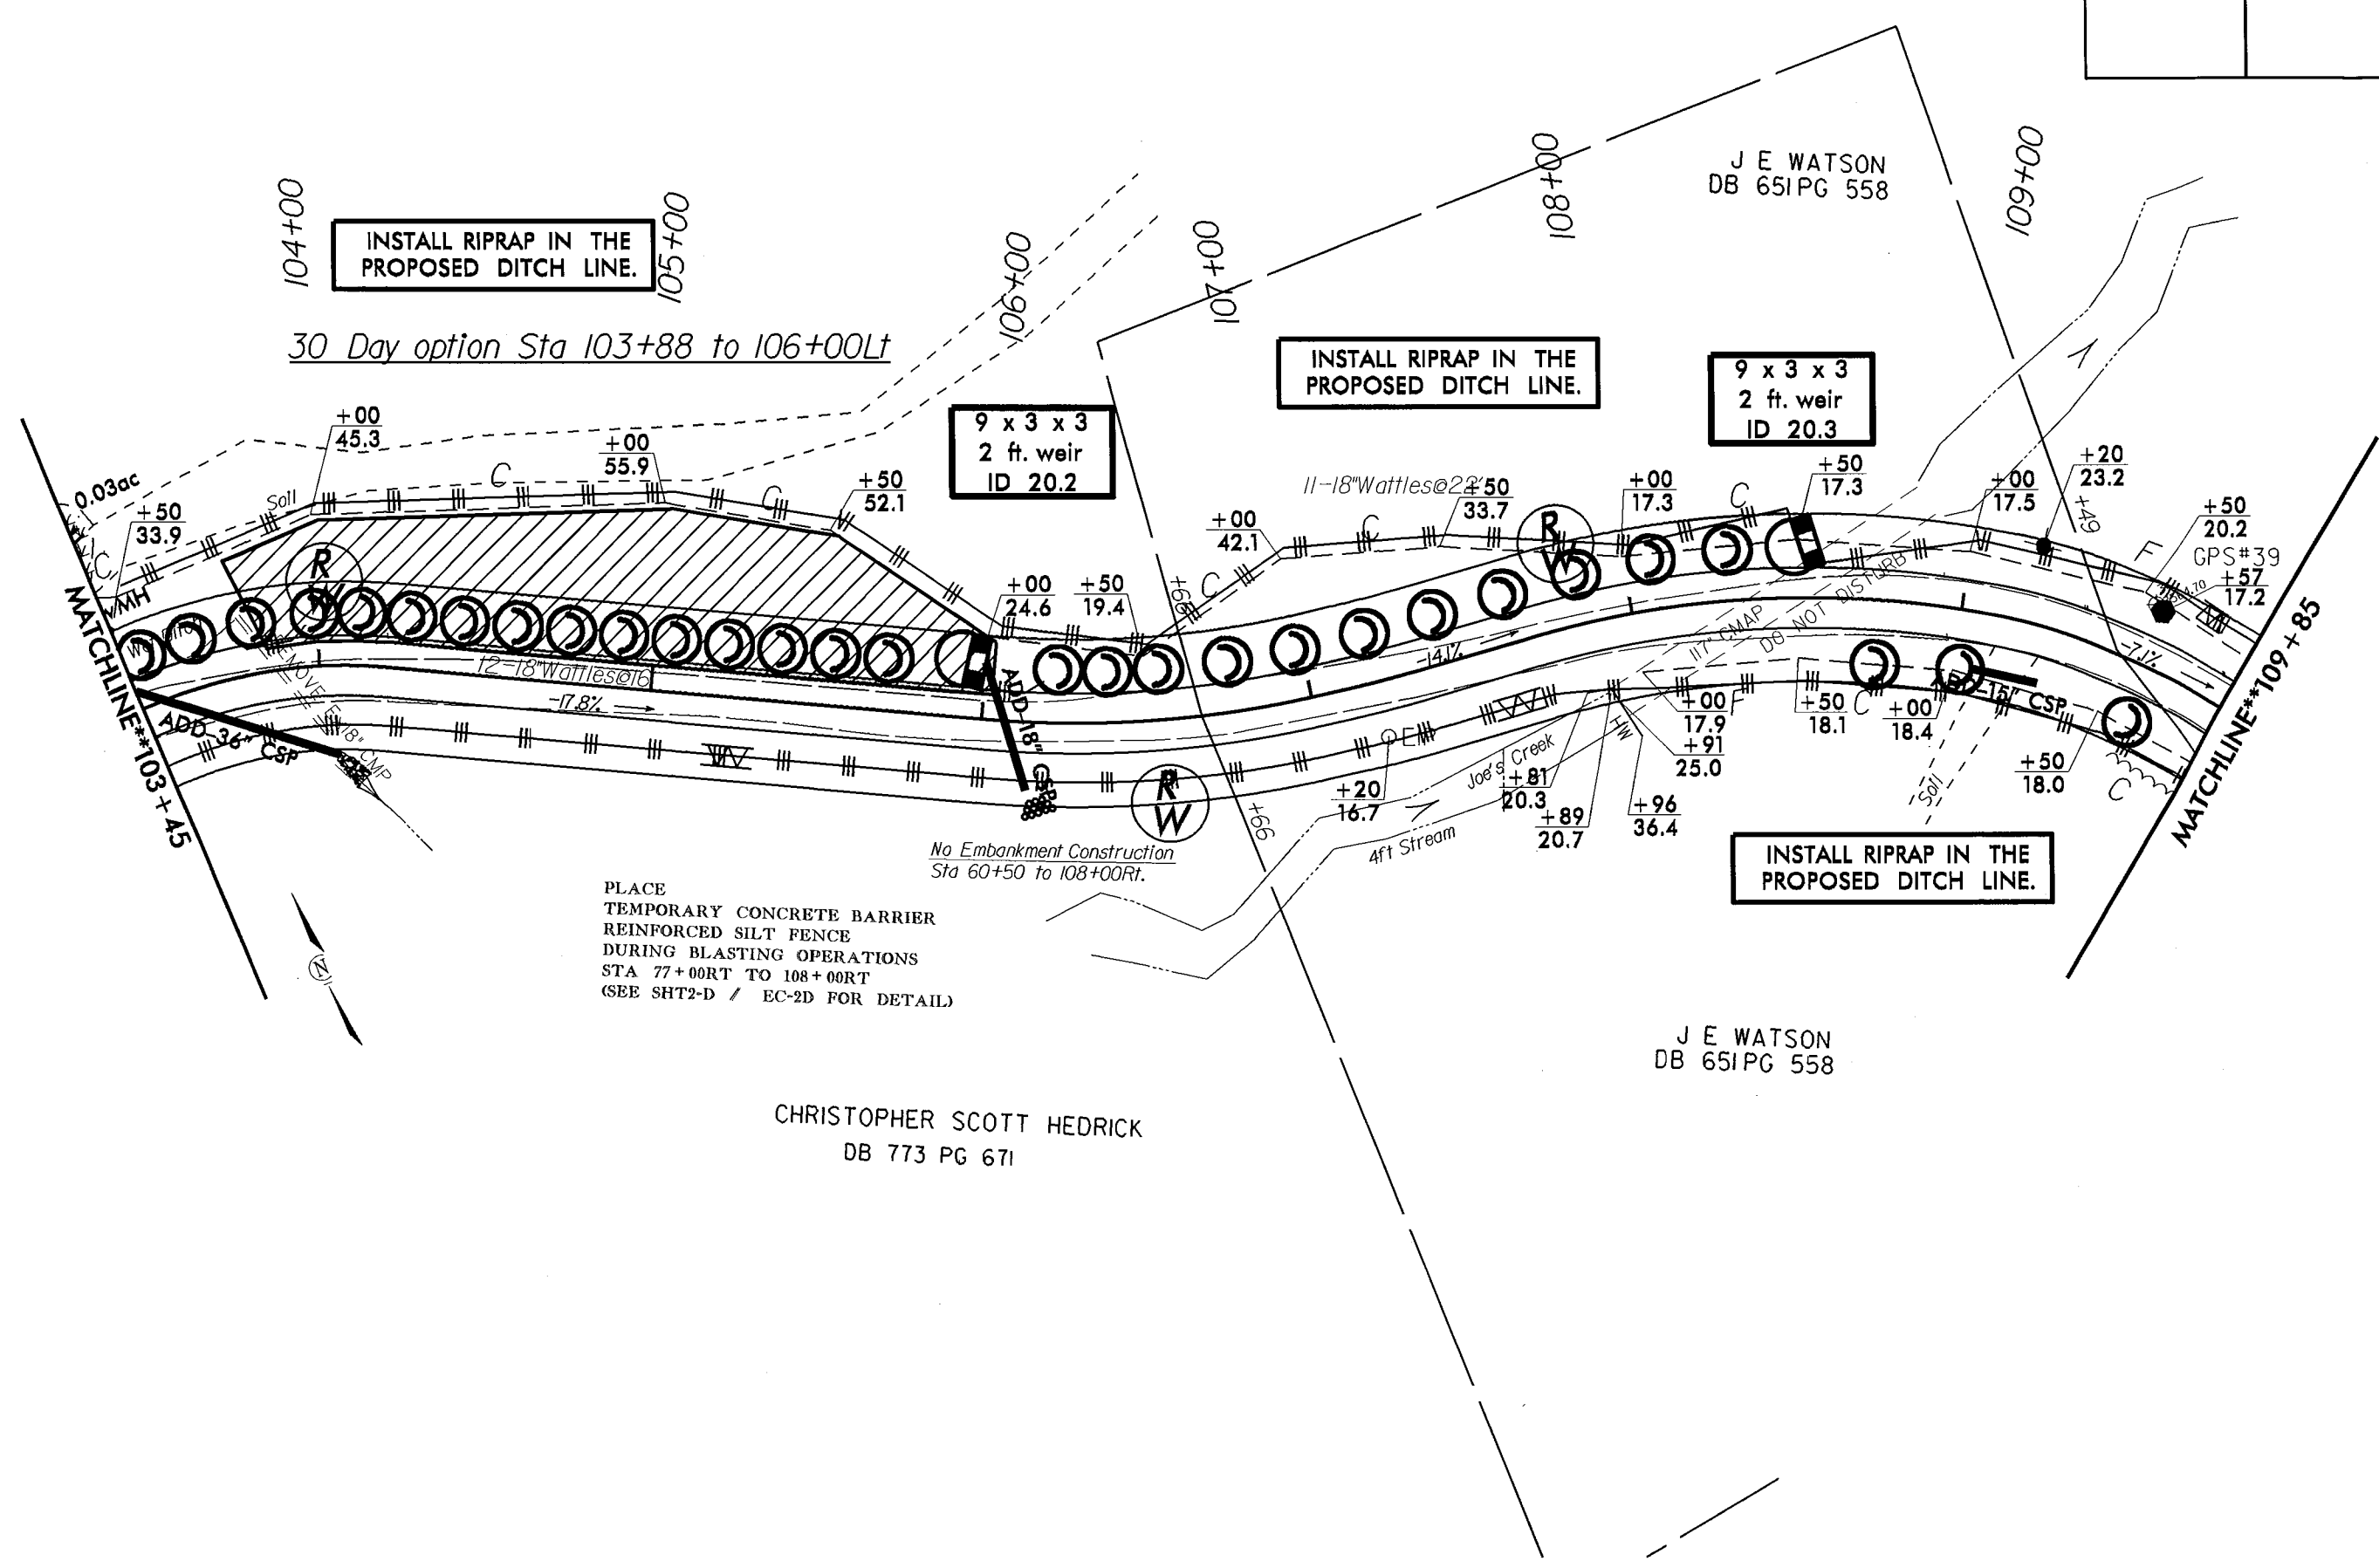 104+00
105+00
106+00
107+00
108+00
109+00
J E WATSON
DB 651 PG 558
INSTALL RIPRAP IN THE
PROPOSED DITCH LINE.
30 Day option Sta 103+88 to 106+00Lt
INSTALL RIPRAP IN THE
PROPOSED DITCH LINE.
9 x 3 x 3
2 ft. weir
ID 20.3
9 x 3 x 3
2 ft. weir
ID 20.2
+00
45.3
+00
55.9
+50
52.1
C
C
0.03ac
Soil
+50
33.9
C
11-18"Wattles@22'
+50
33.7
+00
42.1
C
C
+00
17.3
C
+50
17.3
+00
17.5
+20
23.2
+49
+50
20.2
F
GPS#39
+57
17.2
R
W
R
W
+00
24.6
+50
19.4
+66
MATCHLINE**103+45
12-18"Wattles@16
-17.8%
-14.1%
-7.1%
ADD 36" CSP
18" CMP
ADD-18"
CSP
117" CMAP
DO NOT DISTURB
15" CSP
MATCHLINE**109+85
HW
+00
17.9
F
+91
25.0
+50
18.1
C
+00
18.4
+50
18.0
C
Soil
+20
16.7
Joe's Creek
+81
20.3
+89
20.7
+96
36.4
4ft Stream
+66
R
W
No Embankment Construction
Sta 60+50 to 108+00Rt.
INSTALL RIPRAP IN THE
PROPOSED DITCH LINE.
PLACE
TEMPORARY CONCRETE BARRIER
REINFORCED SILT FENCE
DURING BLASTING OPERATIONS
STA 77+00RT TO 108+00RT
(SEE SHT2-D / EC-2D FOR DETAIL)
N
J E WATSON
DB 651 PG 558
CHRISTOPHER SCOTT HEDRICK
DB 773 PG 671